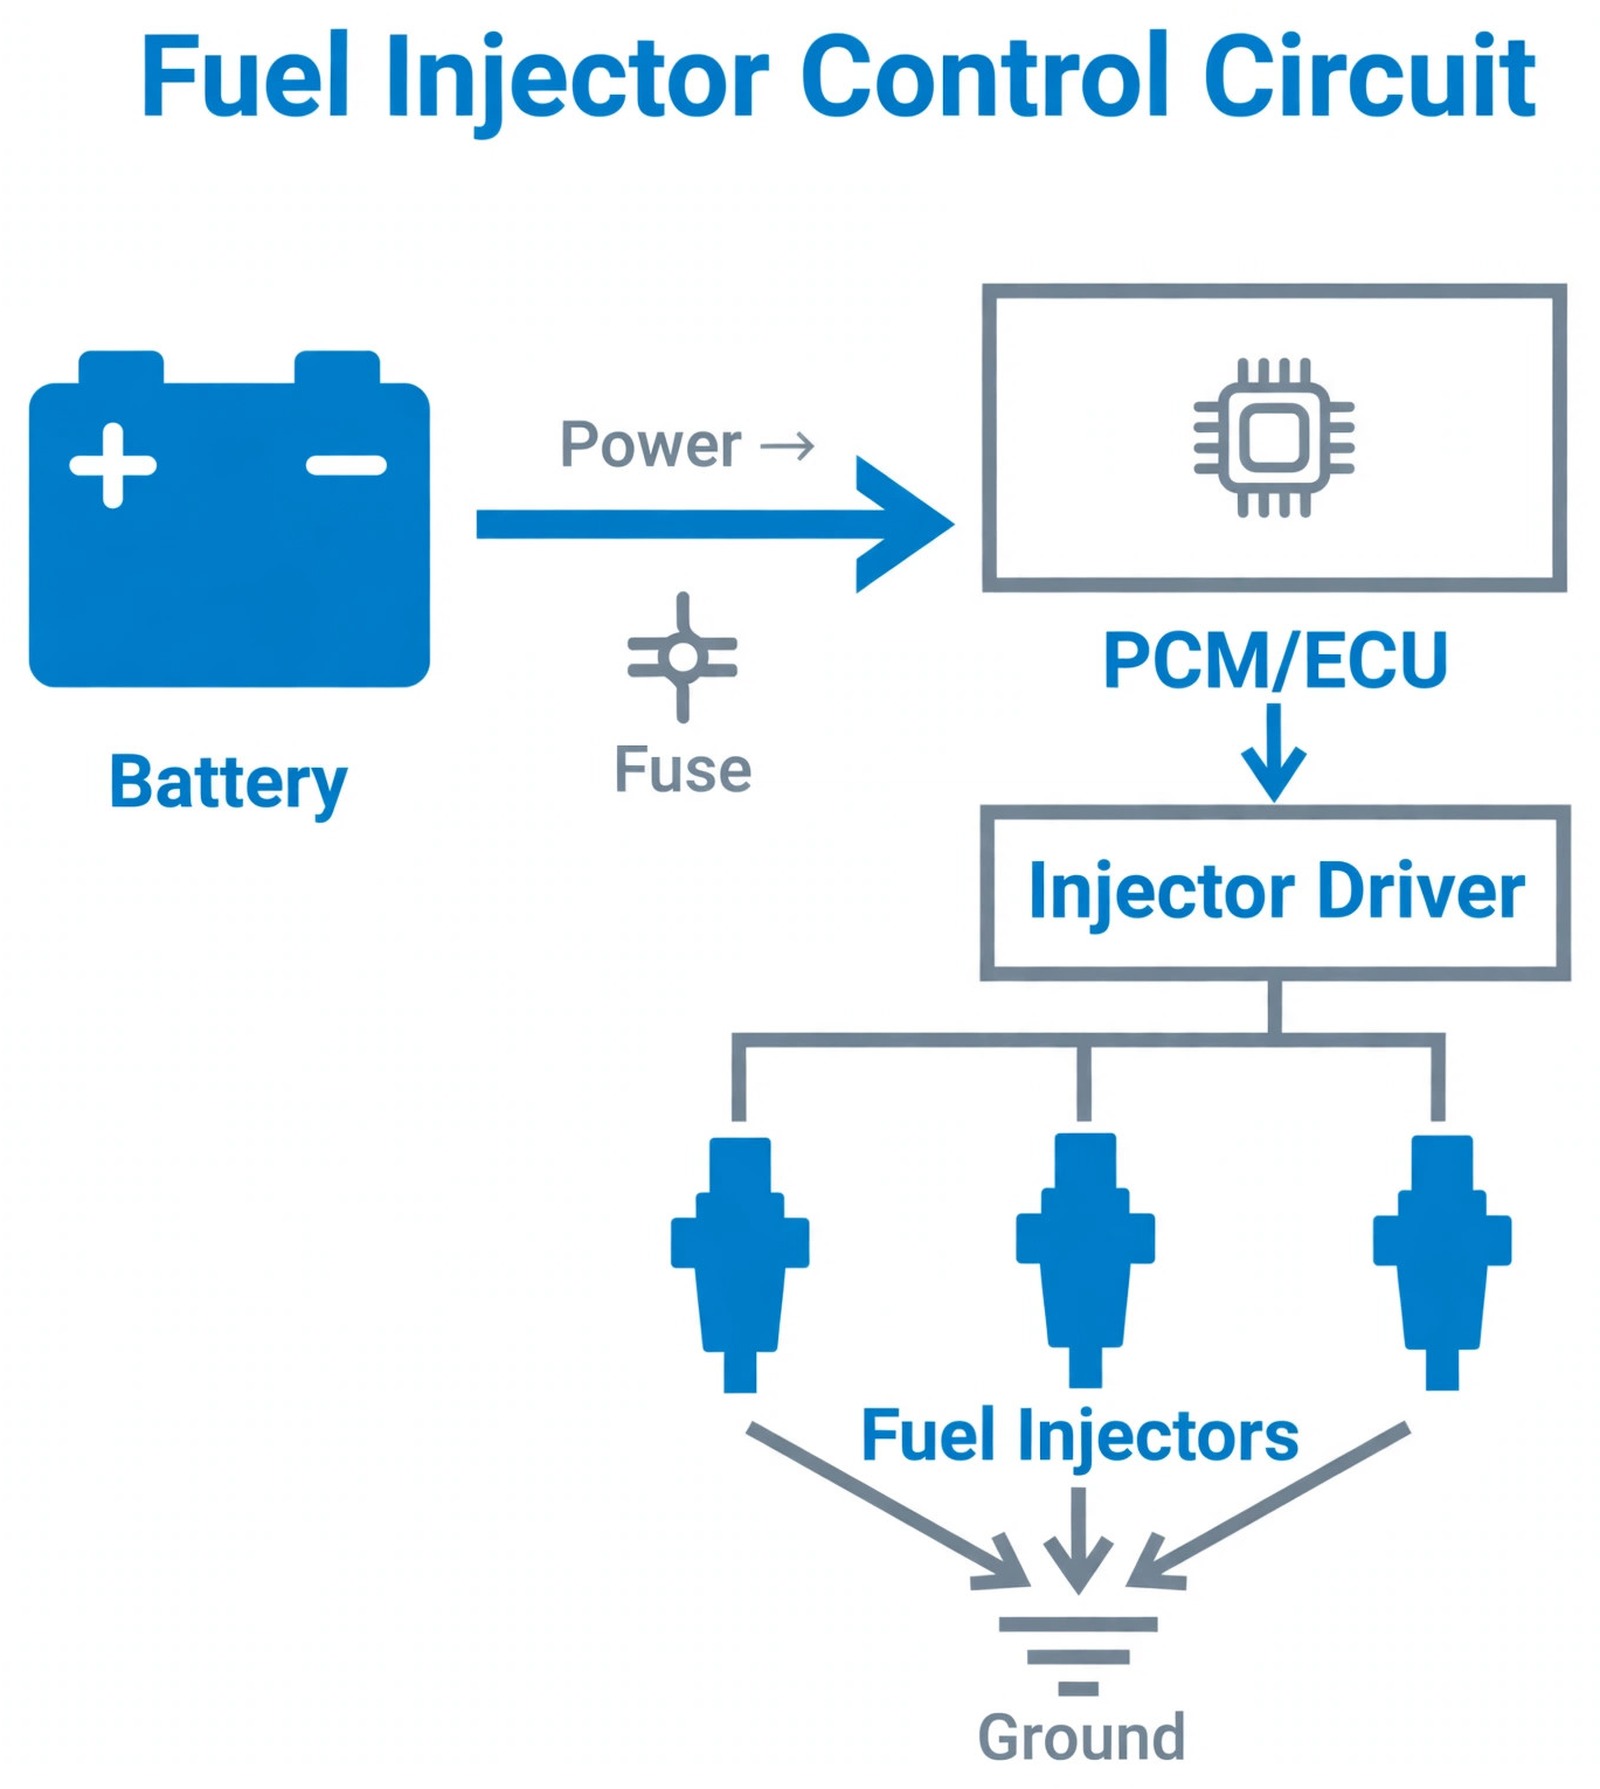 Fuel Injector Control Circuit
Power →
PCM/ECU
Battery
Fuse
Injector Driver
Fuel Injectors
Ground